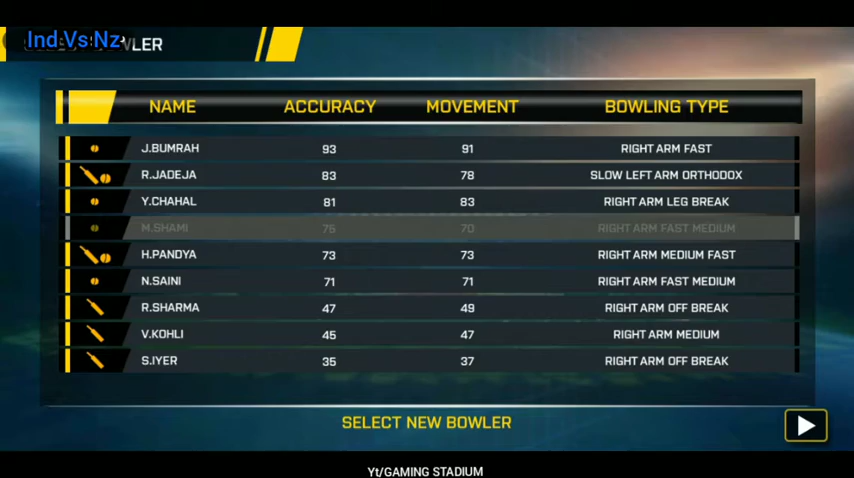 Ind Vs Nz
WLER
NAME ACCURACY MOVEMENT BOWLING TYPE
J.BUMRAH 93 91 RIGHT ARM FAST
R.JADEJA 83 78 SLOW LEFT ARM ORTHODOX
Y.CHAHAL 81 83 RIGHT ARM LEG BREAK
M.SHAMI 75 70 RIGHT ARM FAST MEDIUM
H.PANDYA 73 73 RIGHT ARM MEDIUM FAST
N.SAINI 71 71 RIGHT ARM FAST MEDIUM
R.SHARMA 47 49 RIGHT ARM OFF BREAK
V.KOHLI 45 47 RIGHT ARM MEDIUM
S.IYER 35 37 RIGHT ARM OFF BREAK
SELECT NEW BOWLER
Yt/GAMING STADIUM